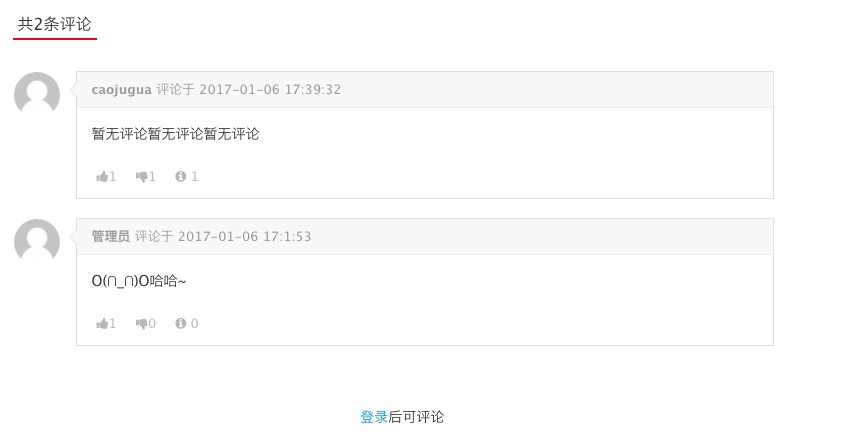 共2条评论
caojugua 评论于 2017-01-06 17:39:32
暂无评论暂无评论暂无评论
1 1 1
管理员 评论于 2017-01-06 17:1:53
O(∩_∩)O哈哈~
1 0 0
登录后可评论